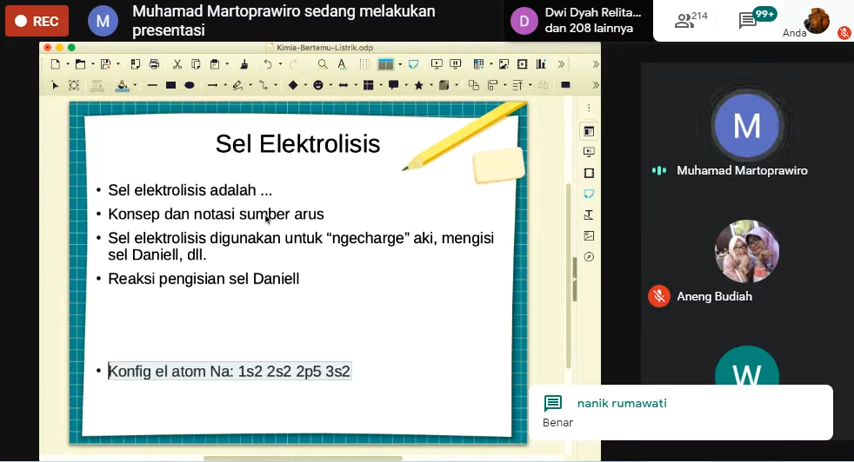 REC
M
Muhamad Martoprawiro sedang melakukan
presentasi
D
Dwi Dyah Relita...
dan 208 lainnya
214
99+
Anda
Kimia-Bertemu-Listrik.odp
Sel Elektrolisis
• Sel elektrolisis adalah ...
• Konsep dan notasi sumber arus
• Sel elektrolisis digunakan untuk “ngecharge” aki, mengisi
sel Daniell, dll.
• Reaksi pengisian sel Daniell
• Konfig el atom Na: 1s2 2s2 2p5 3s2
M
Muhamad Martoprawiro
Aneng Budiah
W
nanik rumawati
Benar